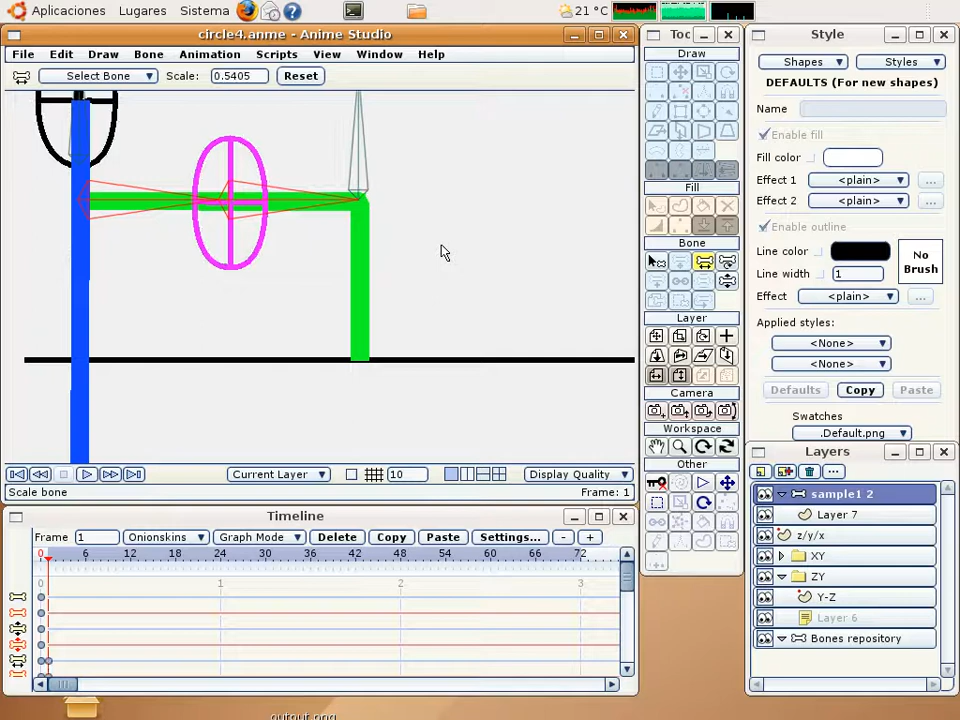 Aplicaciones Lugares Sistema 21 °C
circle4.anme - Anime Studio
File Edit Draw Bone Animation Scripts View Window Help
Select Bone Scale: 0.5405 Reset
Current Layer 10 Display Quality
Scale bone Frame: 1
Timeline
Frame 1 Onionskins Graph Mode Delete Copy Paste Settings... - +
0 6 12 18 24 30 36 42 48 54 60 66 72
0 1 2 3
Draw
Fill
Bone
Layer
Camera
Workspace
Other
Style
Shapes Styles
DEFAULTS (For new shapes)
Name
Enable fill
Fill color
Effect 1 <plain> ...
Effect 2 <plain> ...
Enable outline
Line color
No Brush
Line width 1
Effect <plain> ...
Applied styles:
<None>
<None>
Defaults Copy Paste
Swatches
.Default.png
Layers
sample1 2
Layer 7
z/y/x
XY
ZY
Y-Z
Layer 6
Bones repository